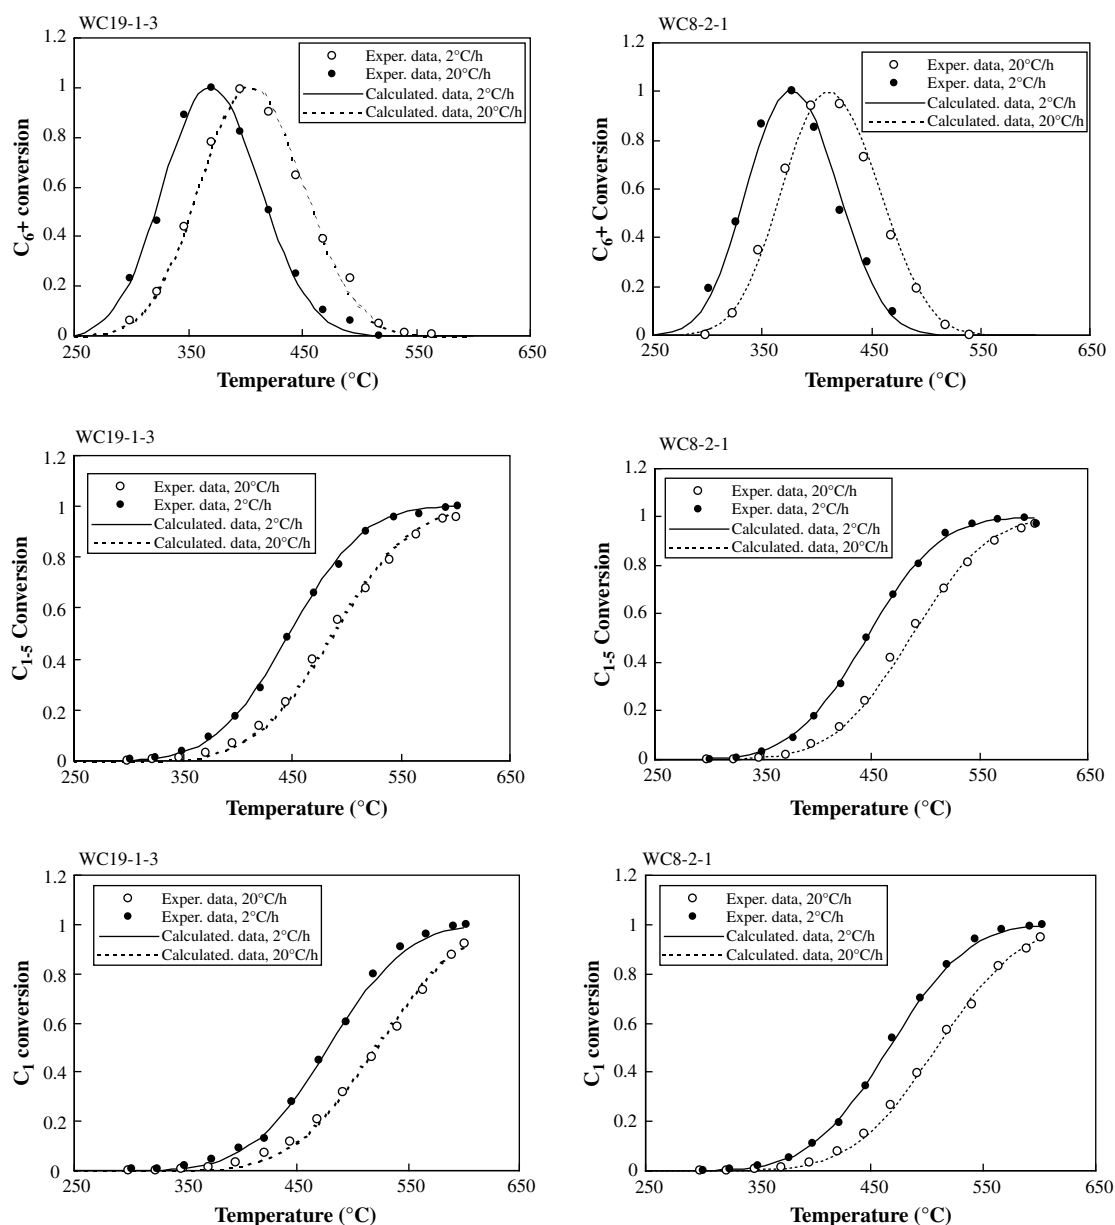 WC19-1-3
1.2
1
0.8
0.6
0.4
0.2
0
C6+ conversion
Exper. data, 2°C/h
Exper. data, 20°C/h
Calculated. data, 2°C/h
Calculated. data, 20°C/h
250 350 450 550 650
Temperature (°C)
WC8-2-1
1.2
1
0.8
0.6
0.4
0.2
0
C6+ Conversion
Exper. data, 20°C/h
Exper. data, 2°C/h
Calculated. data, 2°C/h
Calculated. data, 20°C/h
250 350 450 550 650
Temperature (°C)
WC19-1-3
1.2
1
0.8
0.6
0.4
0.2
0
C1-5 Conversion
Exper. data, 20°C/h
Exper. data, 2°C/h
Calculated. data, 2°C/h
Calculated. data, 20°C/h
250 350 450 550 650
Temperature (°C)
WC8-2-1
1.2
1
0.8
0.6
0.4
0.2
0
C1-5 Conversion
Exper. data, 20°C/h
Exper. data, 2°C/h
Calculated. data, 2°C/h
Calculated. data, 20°C/h
250 350 450 550 650
Temperature (°C)
WC19-1-3
1.2
1
0.8
0.6
0.4
0.2
0
C1 conversion
Exper. data, 20°C/h
Exper. data, 2°C/h
Calculated. data, 2°C/h
Calculated. data, 20°C/h
250 350 450 550 650
Temperature (°C)
WC8-2-1
1.2
1
0.8
0.6
0.4
0.2
0
C1 conversion
Exper. data, 20°C/h
Exper. data, 2°C/h
Calculated. data, 2°C/h
Calculated. data, 20°C/h
250 350 450 550 650
Temperature (°C)